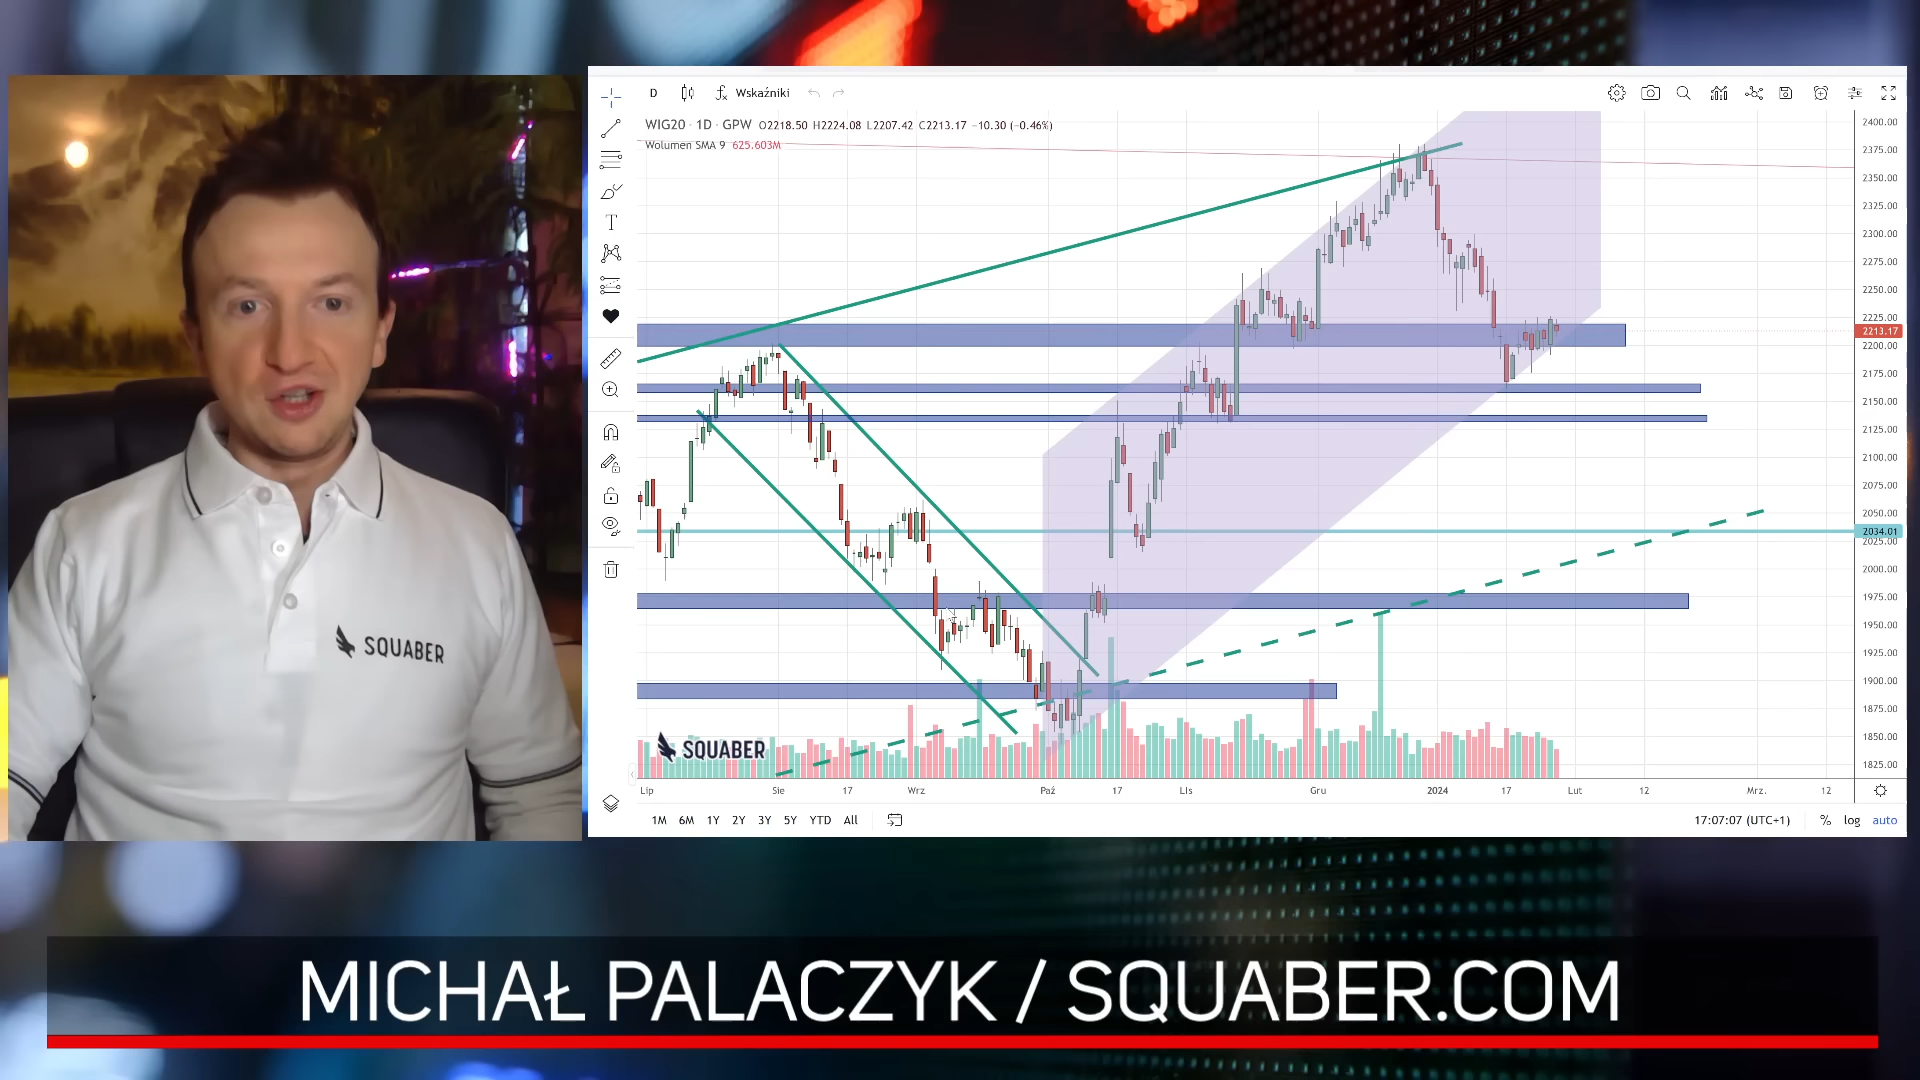 D
Wskaźniki
WIG20 · 1D · GPW O2218.50 H2224.08 L2207.42 C2213.17 −10.30 (−0.46%)
Wolumen SMA 9 625.603M
2400.00
2375.00
2350.00
2325.00
2300.00
2275.00
2250.00
2225.00
2213.17
2200.00
2175.00
2150.00
2125.00
2100.00
2075.00
2050.00
2034.01
2025.00
2000.00
1975.00
1950.00
1925.00
1900.00
1875.00
1850.00
1825.00
SQUABER
SQUABER
Lip Sie 17 Wrz Paź 17 Lis Gru 2024 17 Lut 12 Mrz. 12
1M 6M 1Y 2Y 3Y 5Y YTD All
17:07:07 (UTC+1) % log auto
MICHAŁ PALACZYK / SQUABER.COM